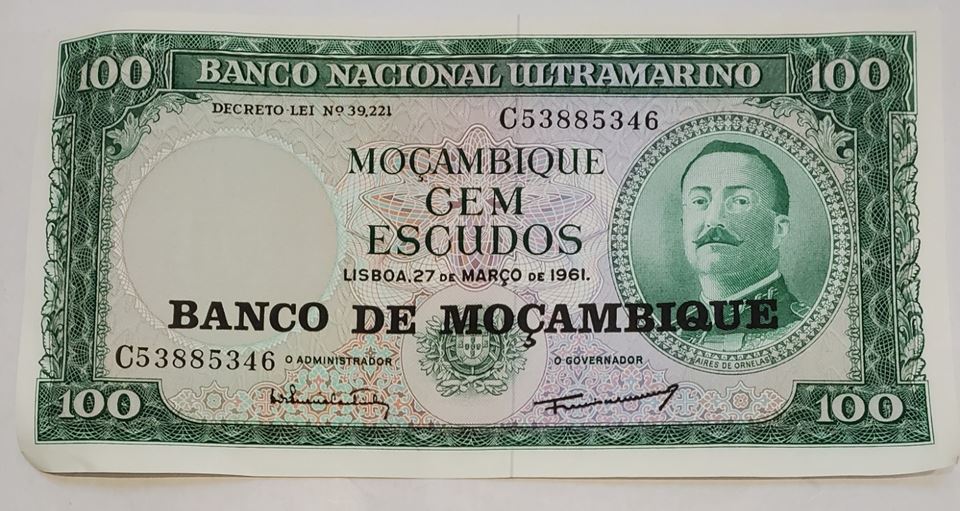 100 BANCO NACIONAL ULTRAMARINO 100
DECRETO-LEI Nº 39,221
C53885346
MOÇAMBIQUE
CEM
ESCUDOS
LISBOA, 27 DE MARÇO DE 1961.
BANCO DE MOÇAMBIQUE
C53885346
O ADMINISTRADOR
O GOVERNADOR
AIRES DE ORNELAS
100 100